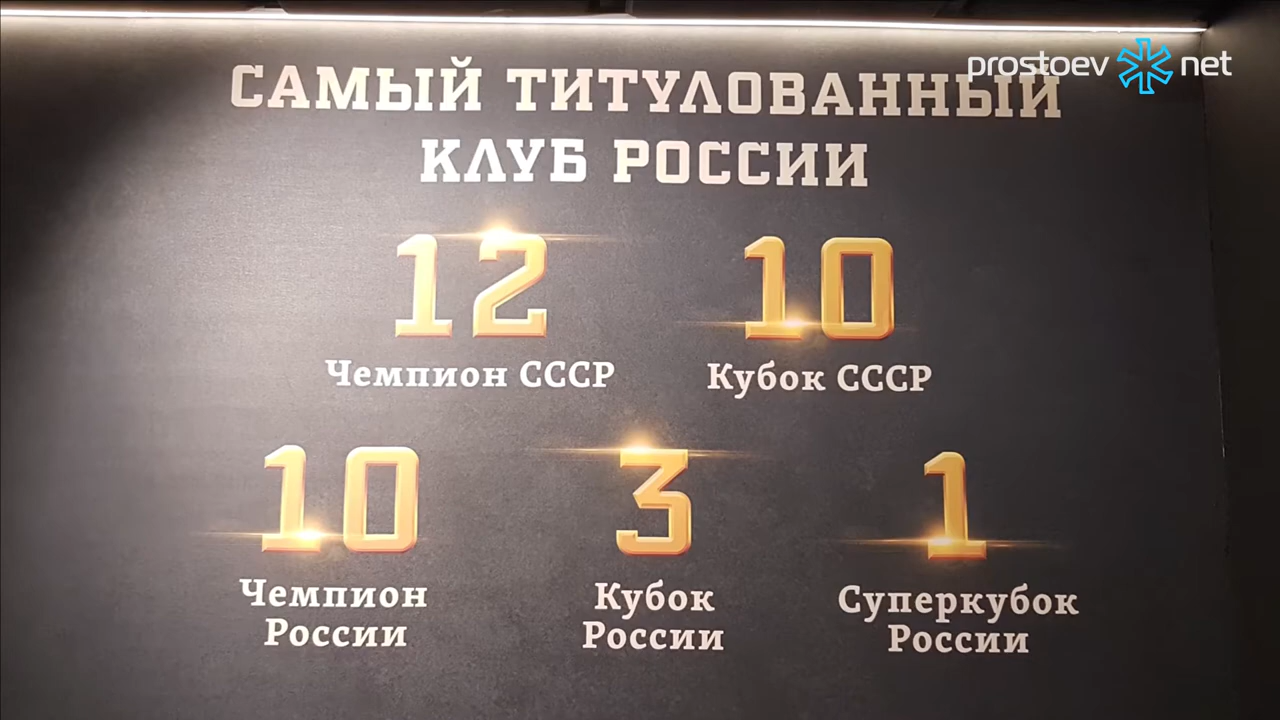 prostoev net
САМЫЙ ТИТУЛОВАННЫЙ
КЛУБ РОССИИ
12 10
Чемпион СССР Кубок СССР
10 3 1
Чемпион Кубок Суперкубок
России России России